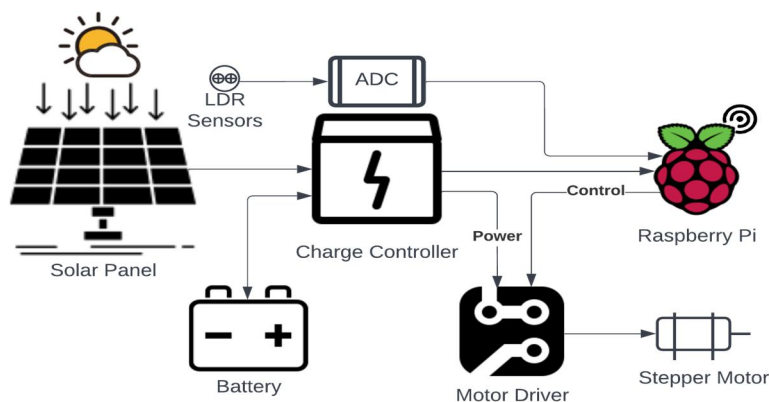 ADC
LDR
Sensors
Control
Raspberry Pi
Power
Charge Controller
Solar Panel
Battery
Motor Driver
Stepper Motor